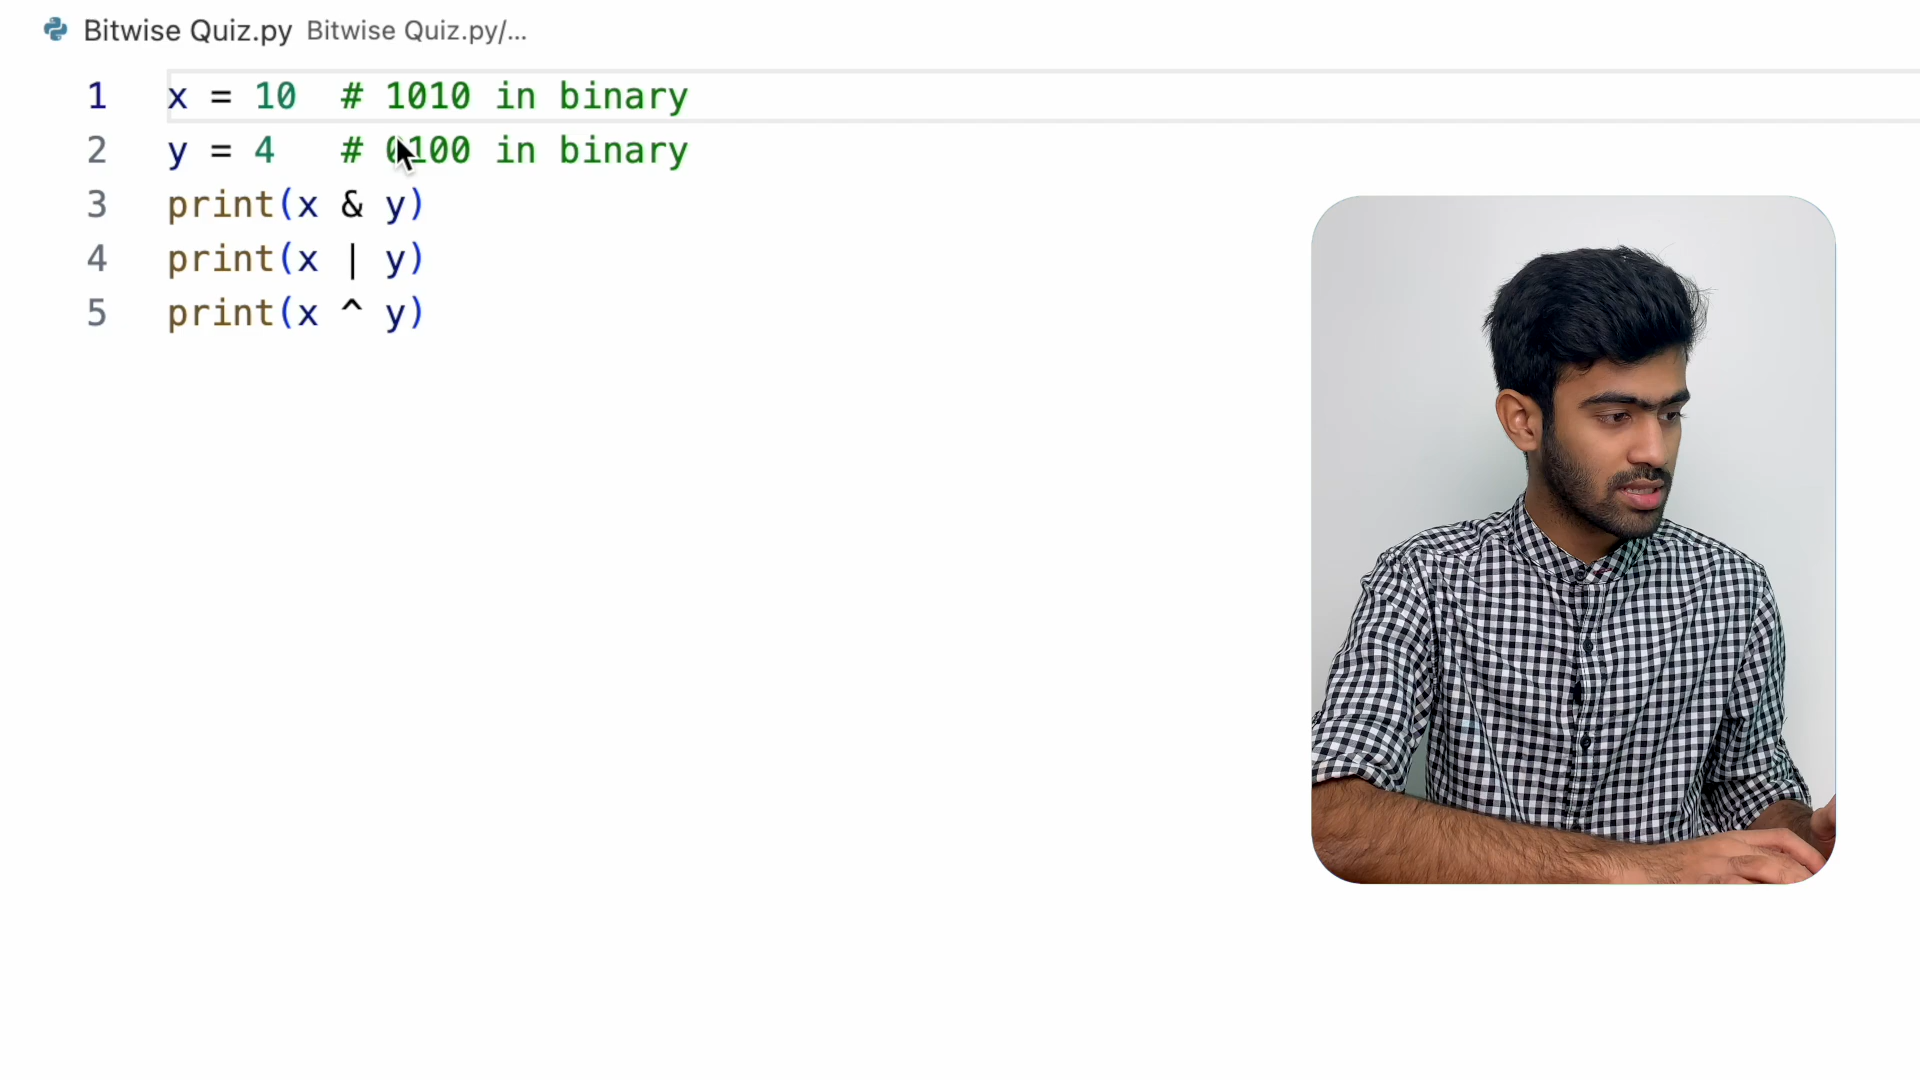 Bitwise Quiz.py Bitwise Quiz.py/...
1 x = 10 # 1010 in binary
2 y = 4 # 0100 in binary
3 print(x & y)
4 print(x | y)
5 print(x ^ y)